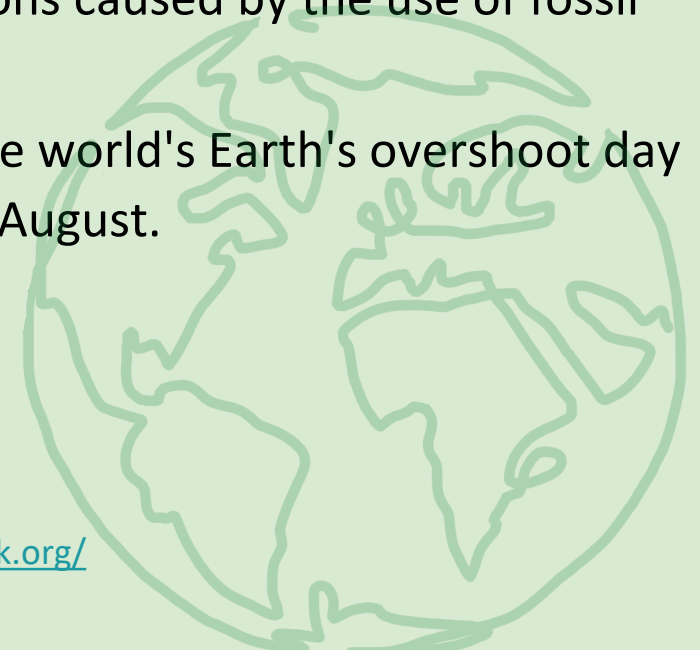 ons caused by the use of fossil
e world's Earth's overshoot day
August.
k.org/